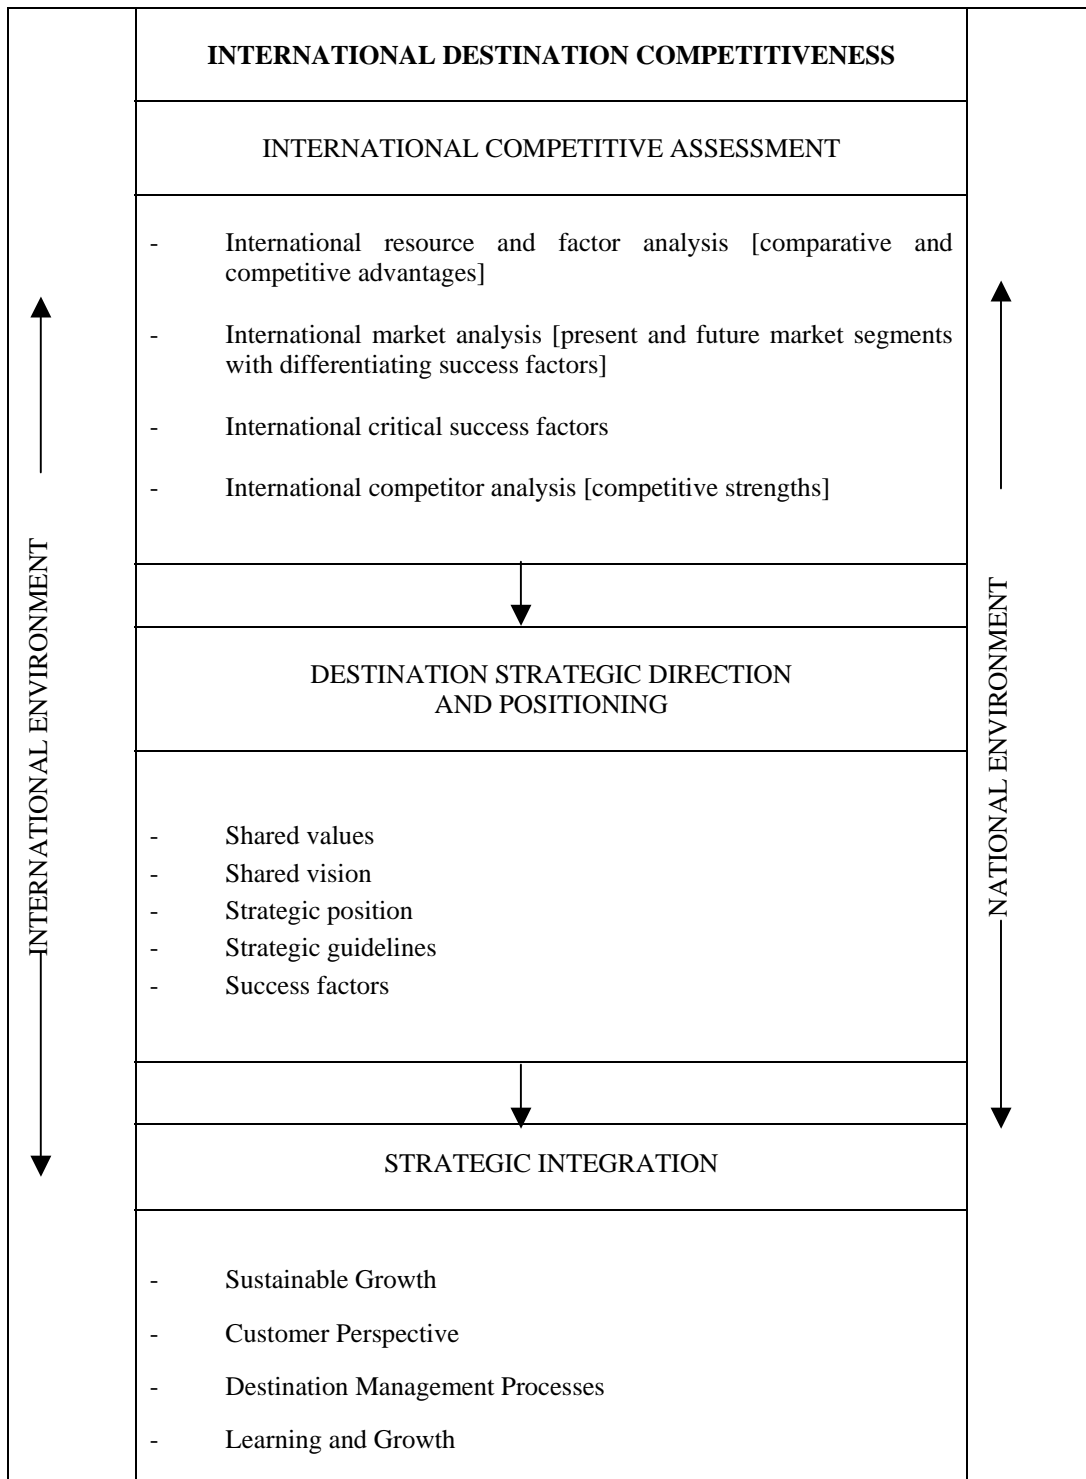 INTERNATIONAL DESTINATION COMPETITIVENESS
INTERNATIONAL COMPETITIVE ASSESSMENT
- International resource and factor analysis [comparative and
competitive advantages]
- International market analysis [present and future market segments
with differentiating success factors]
- International critical success factors
- International competitor analysis [competitive strengths]
INTERNATIONAL ENVIRONMENT
NATIONAL ENVIRONMENT
DESTINATION STRATEGIC DIRECTION
AND POSITIONING
- Shared values
- Shared vision
- Strategic position
- Strategic guidelines
- Success factors
STRATEGIC INTEGRATION
- Sustainable Growth
- Customer Perspective
- Destination Management Processes
- Learning and Growth